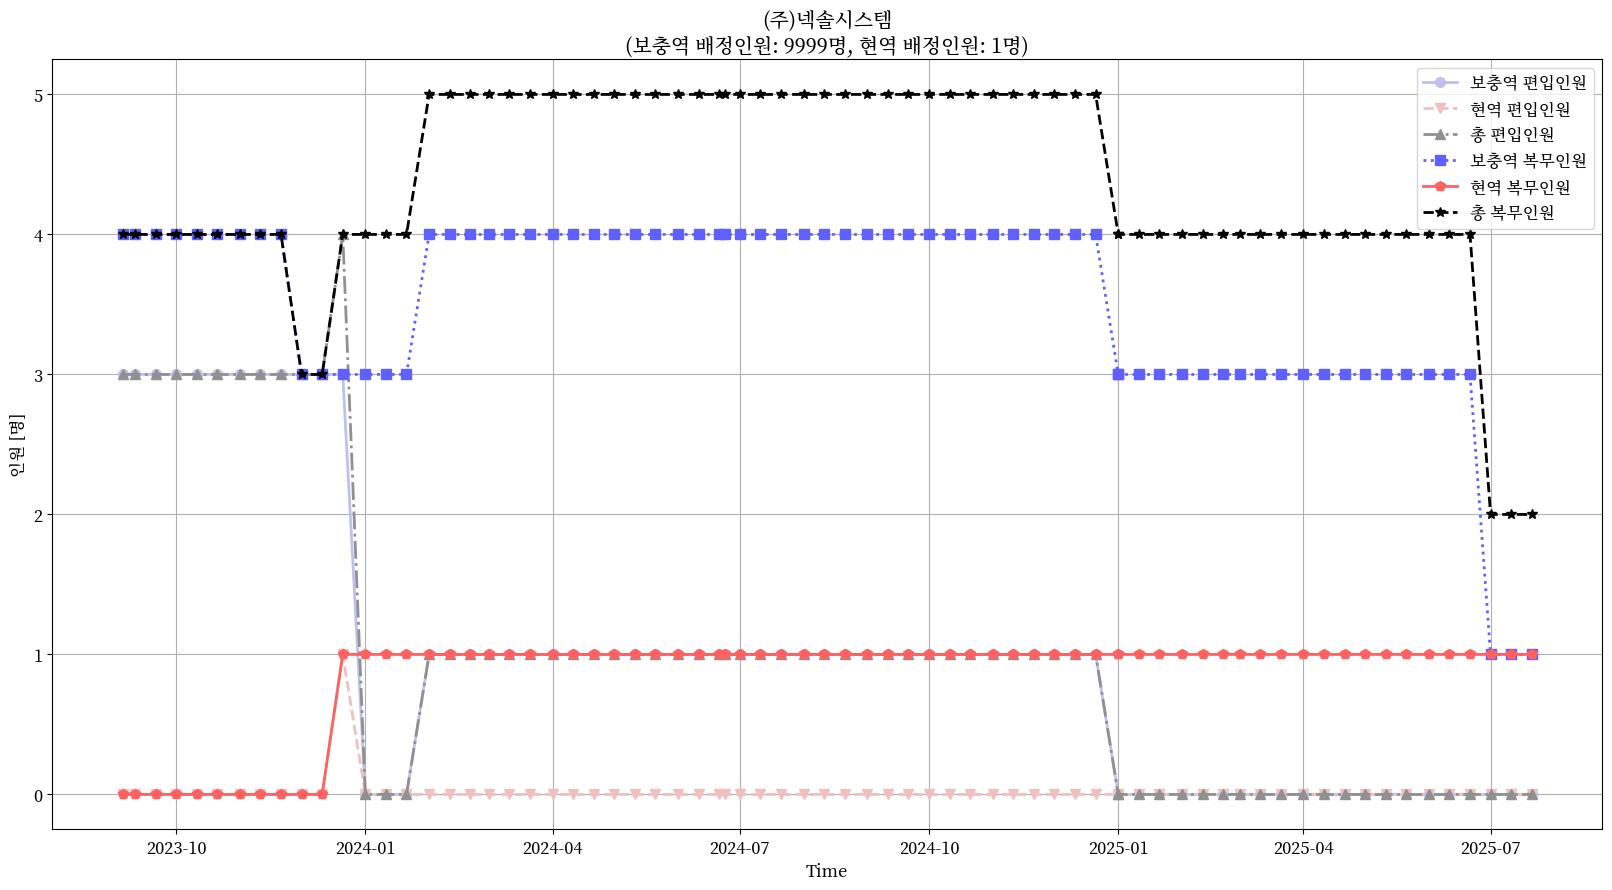 (주)넥솔시스템
(보충역 배정인원: 9999명, 현역 배정인원: 1명)
보충역 편입인원
현역 편입인원
총 편입인원
보충역 복무인원
현역 복무인원
총 복무인원
인원 [명]
5
4
3
2
1
0
2023-10
2024-01
2024-04
2024-07
2024-10
2025-01
2025-04
2025-07
Time